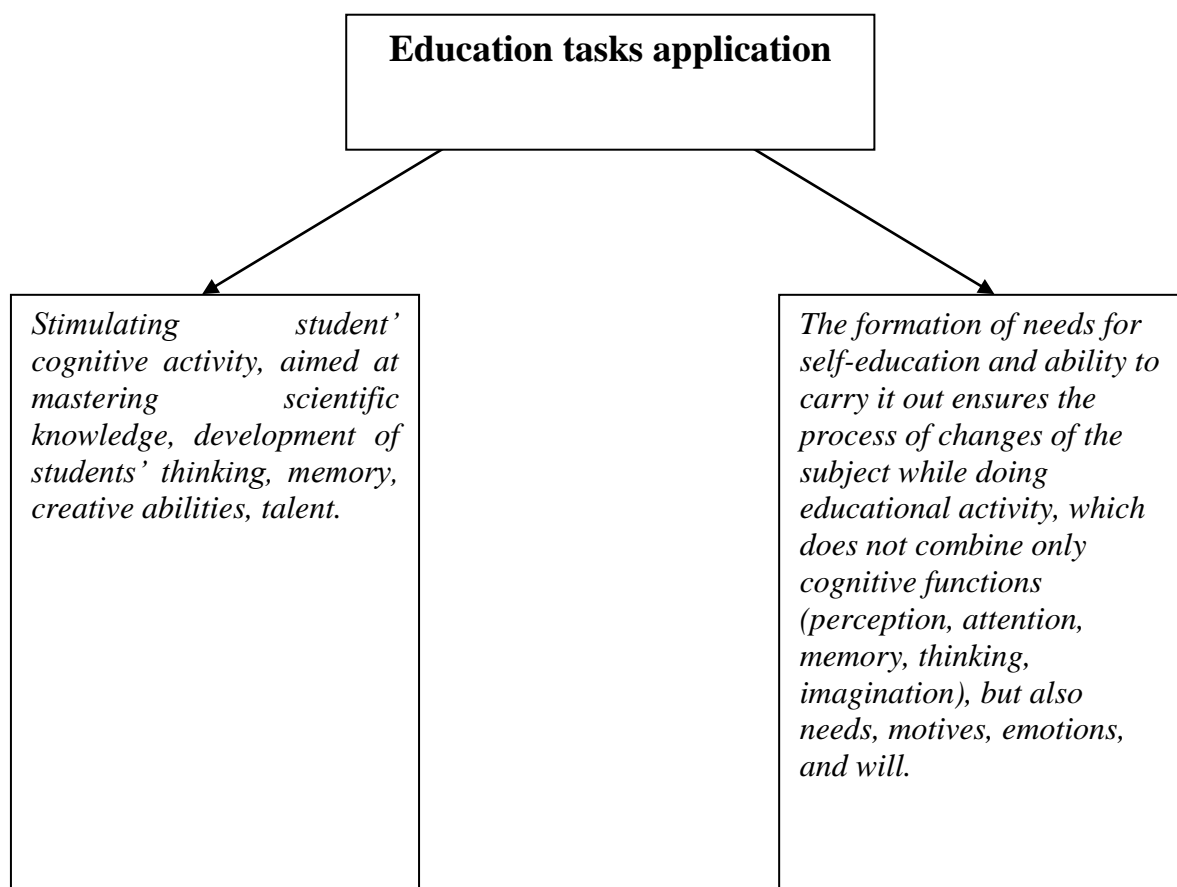 Education tasks application
Stimulating student’
cognitive activity, aimed at
mastering scientific
knowledge, development of
students’ thinking, memory,
creative abilities, talent.
The formation of needs for
self-education and ability to
carry it out ensures the
process of changes of the
subject while doing
educational activity, which
does not combine only
cognitive functions
(perception, attention,
memory, thinking,
imagination), but also
needs, motives, emotions,
and will.